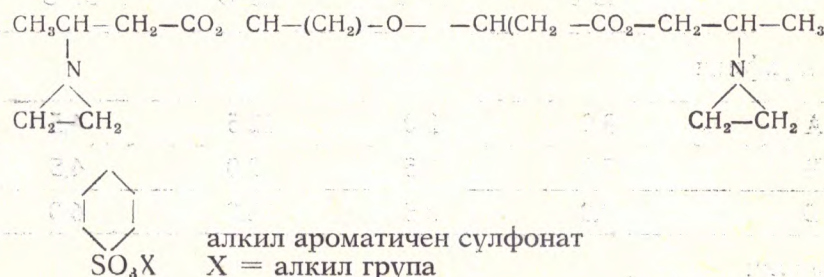 CH₃CH—CH₂—CO₂ CH—(CH₂)—O— —CH(CH₂ —CO₂—CH₂—CH—CH₃
N N
CH₂—CH₂ CH₂—CH₂
алкил ароматичен сулфонат
SO₃X X = алкил група